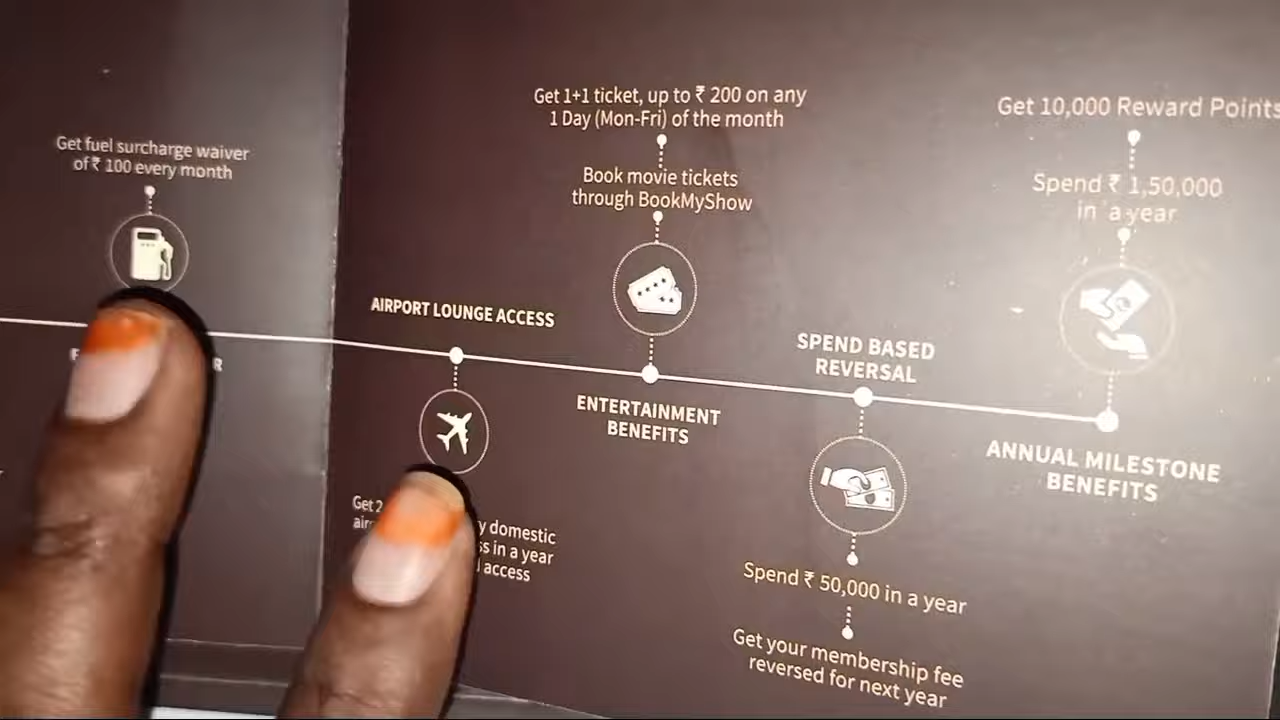 Get fuel surcharge waiver
of ₹ 100 every month
AIRPORT LOUNGE ACCESS
Get 2
domestic
in a year
access
Get 1+1 ticket, up to ₹ 200 on any
1 Day (Mon-Fri) of the month
Book movie tickets
through BookMyShow
ENTERTAINMENT
BENEFITS
SPEND BASED
REVERSAL
Spend ₹ 50,000 in a year
Get your membership fee
reversed for next year
Get 10,000 Reward Points
Spend ₹ 1,50,000
in a year
ANNUAL MILESTONE
BENEFITS